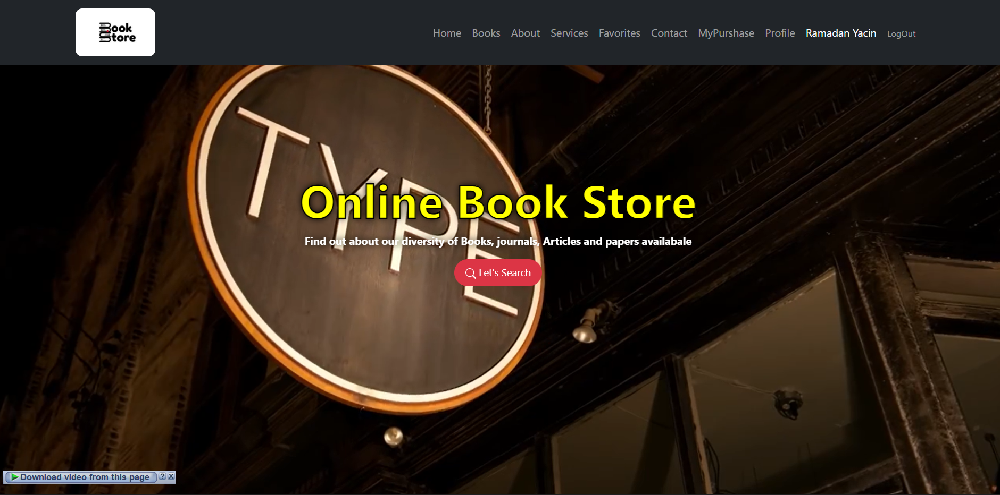 Book
Store
Home Books About Services Favorites Contact MyPurshase Profile Ramadan Yacin LogOut
TYPE
Online Book Store
Find out about our diversity of Books, journals, Articles and papers availabale
Let's Search
Download video from this page ? X